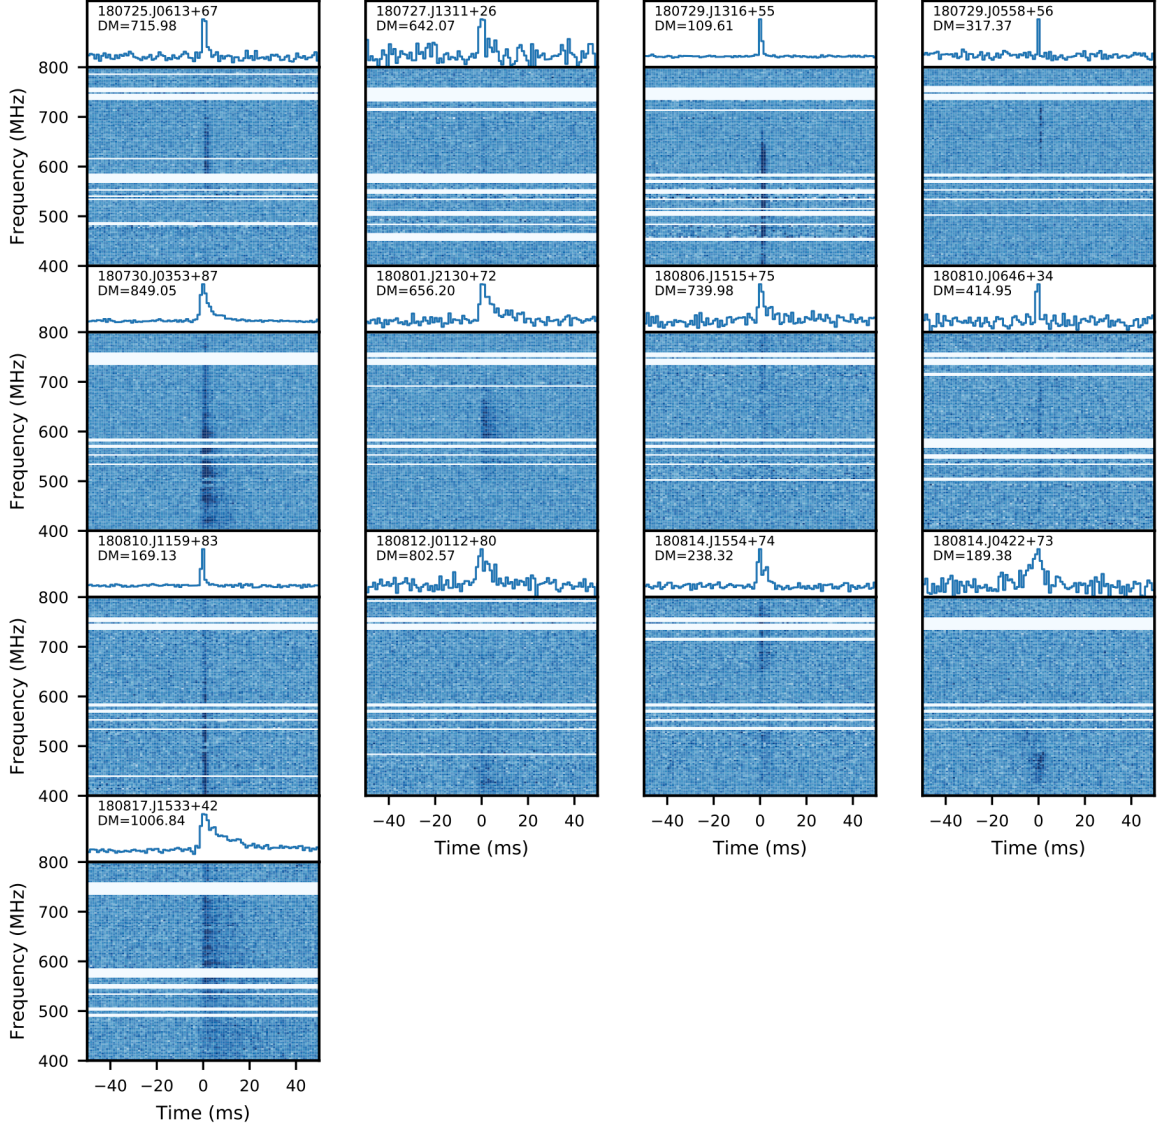 180725.J0613+67
DM=715.98
180727.J1311+26
DM=642.07
180729.J1316+55
DM=109.61
180729.J0558+56
DM=317.37
800
700
600
500
400
Frequency (MHz)
180730.J0353+87
DM=849.05
180801.J2130+72
DM=656.20
180806.J1515+75
DM=739.98
180810.J0646+34
DM=414.95
800
700
600
500
400
Frequency (MHz)
180810.J1159+83
DM=169.13
180812.J0112+80
DM=802.57
180814.J1554+74
DM=238.32
180814.J0422+73
DM=189.38
800
700
600
500
400
Frequency (MHz)
−40 −20 0 20 40
Time (ms)
−40 −20 0 20 40
Time (ms)
−40 −20 0 20 40
Time (ms)
180817.J1533+42
DM=1006.84
800
700
600
500
400
Frequency (MHz)
−40 −20 0 20 40
Time (ms)